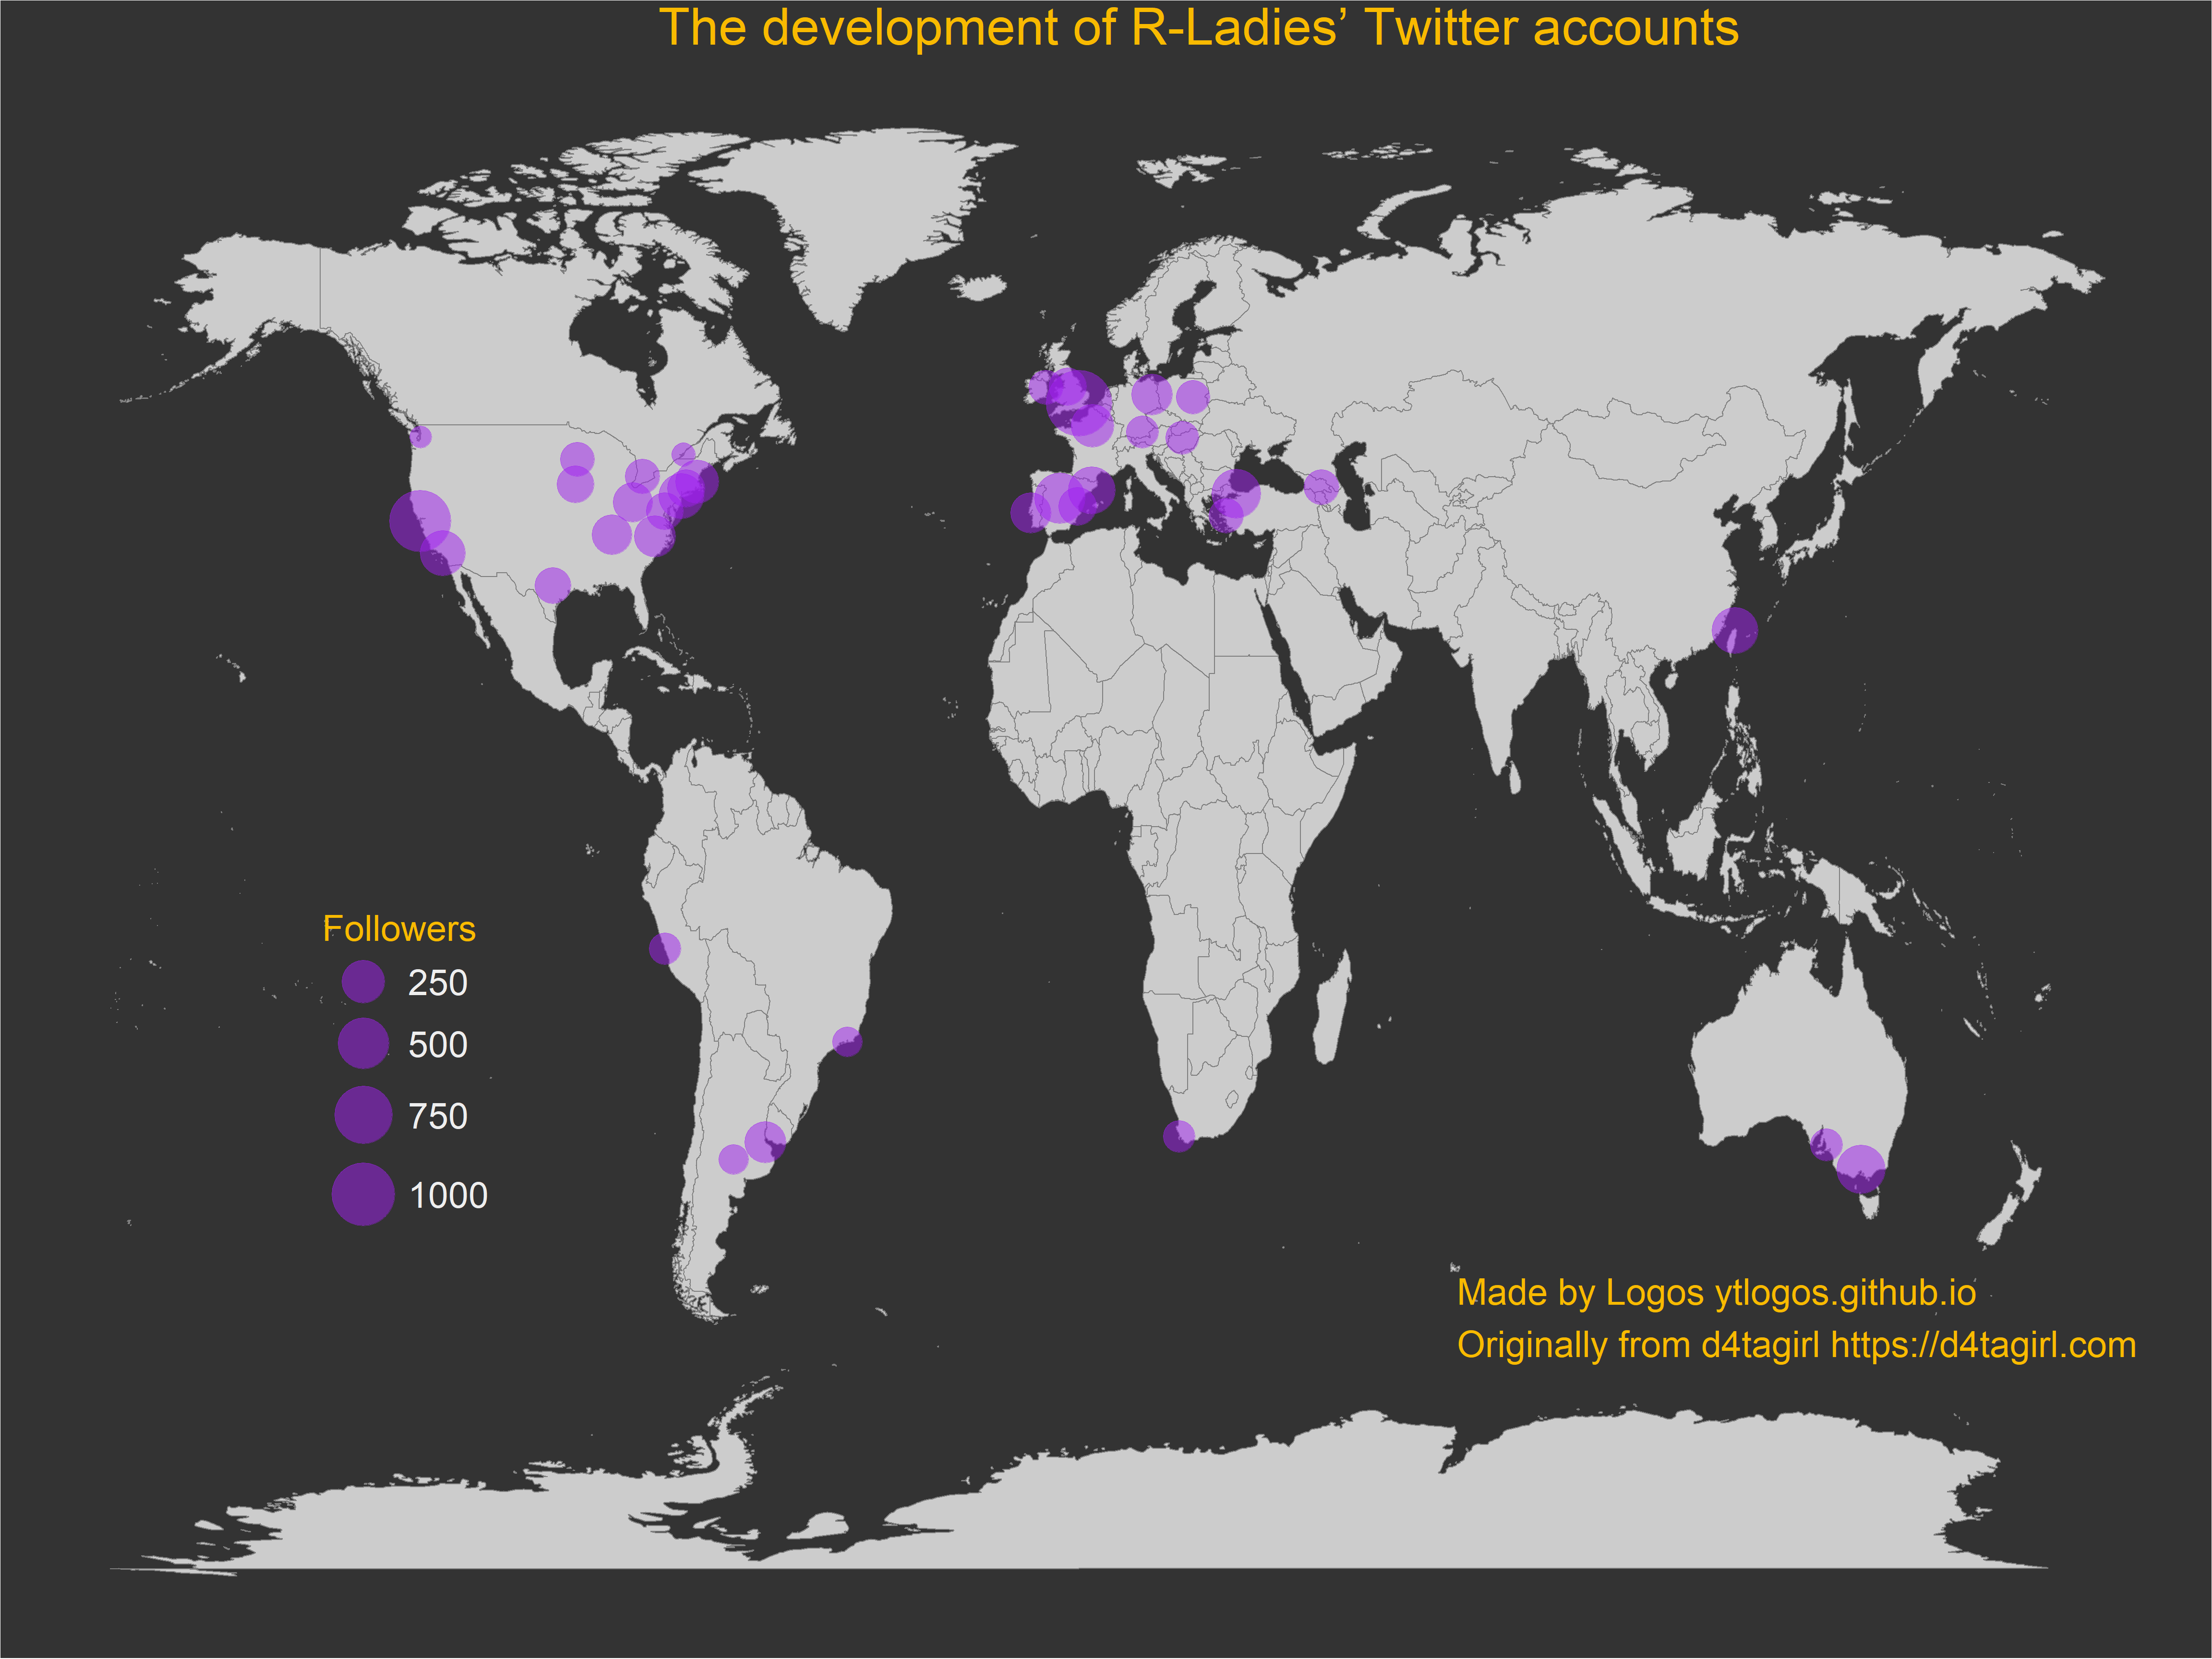 The development of R-Ladies’ Twitter accounts
Followers
250
500
750
1000
Made by Logos ytlogos.github.io
Originally from d4tagirl https://d4tagirl.com